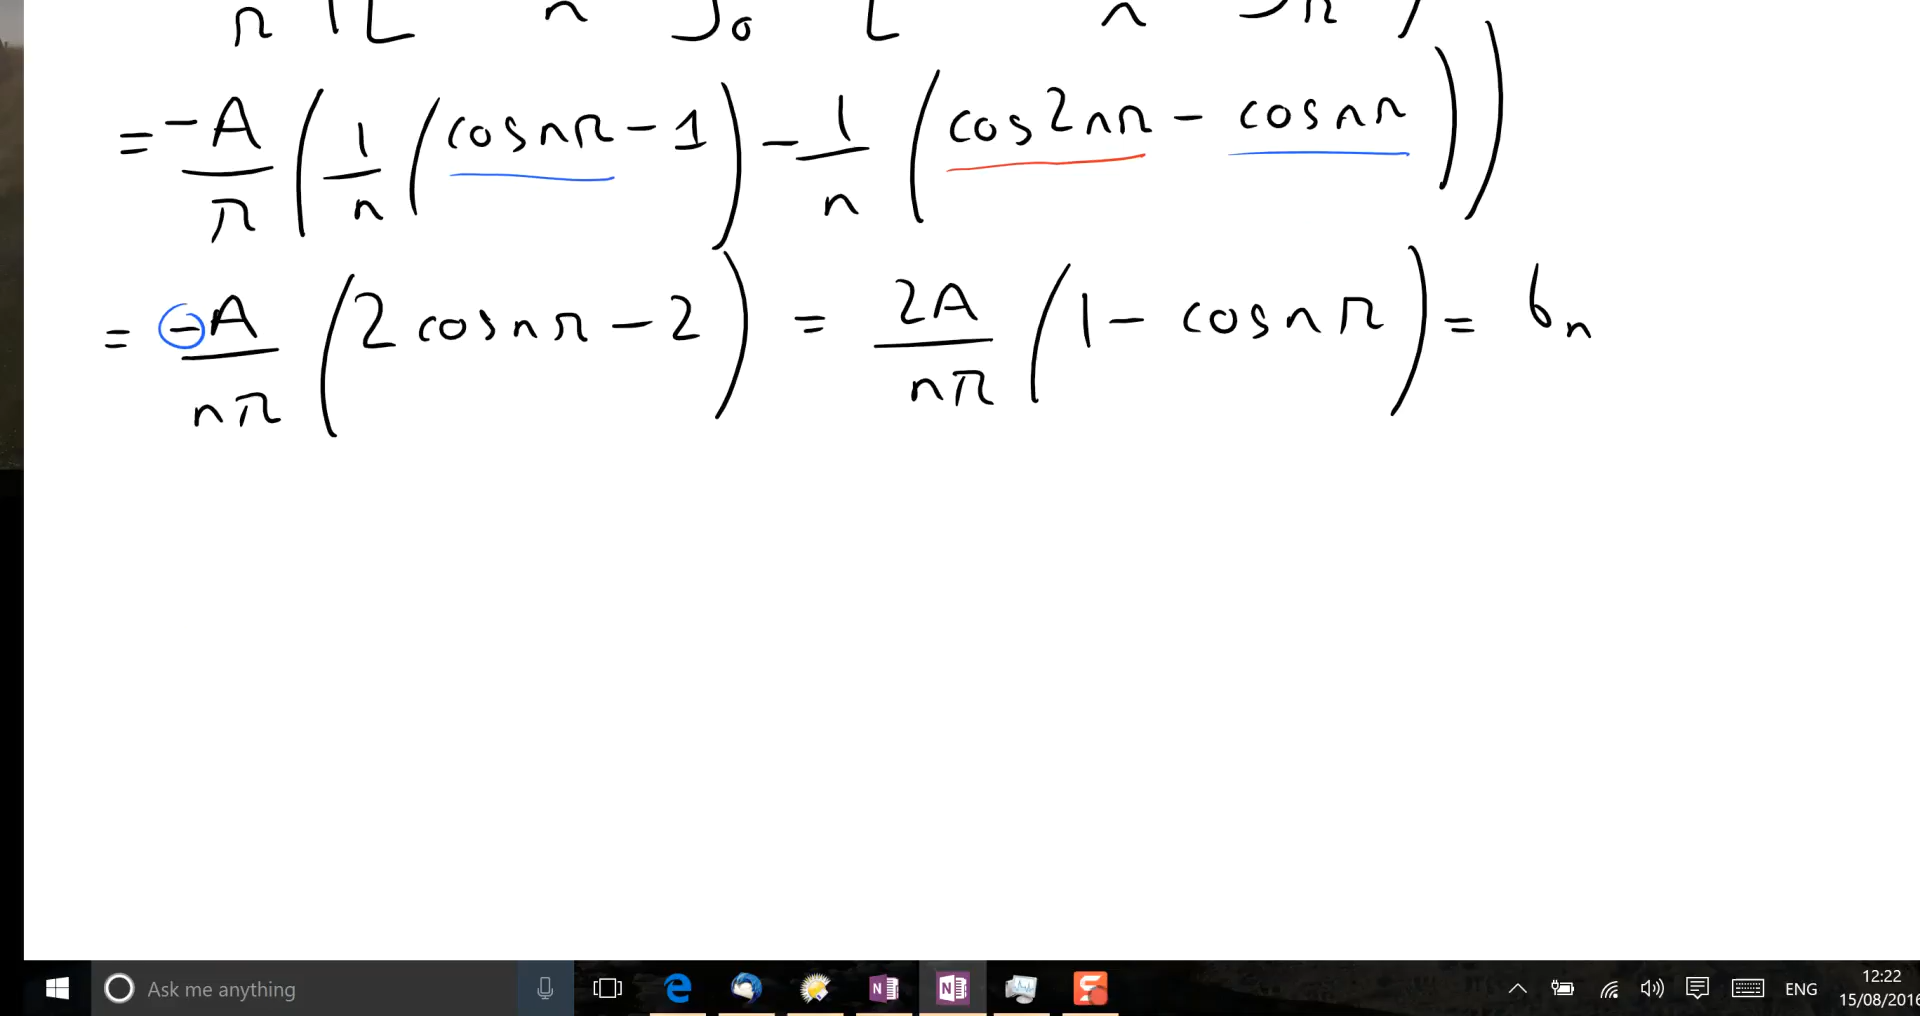 π [ n ]₀ [ n ]π )
= -A/π (1/n (cos nπ - 1) - 1/n (cos 2nπ - cos nπ))
= -A/nπ (2 cos nπ - 2) = 2A/nπ (1 - cos nπ) = bn
Ask me anything
ENG
12:22
15/08/2016